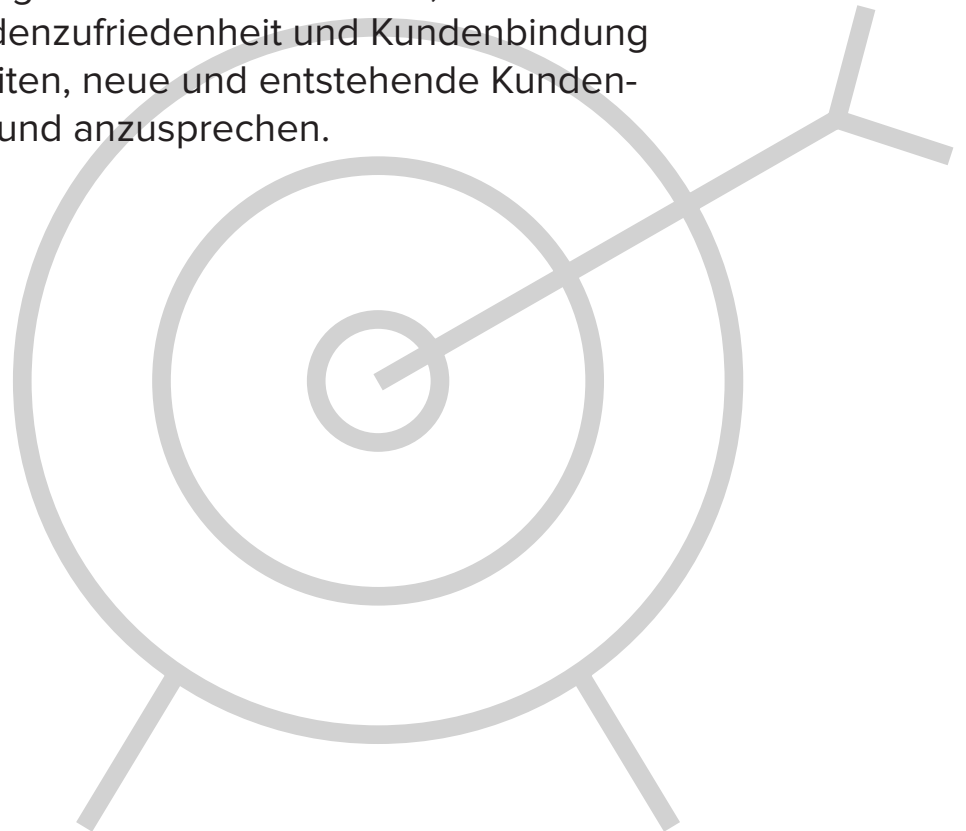 denzufriedenheit und Kundenbindung
iten, neue und entstehende Kunden-
und anzusprechen.